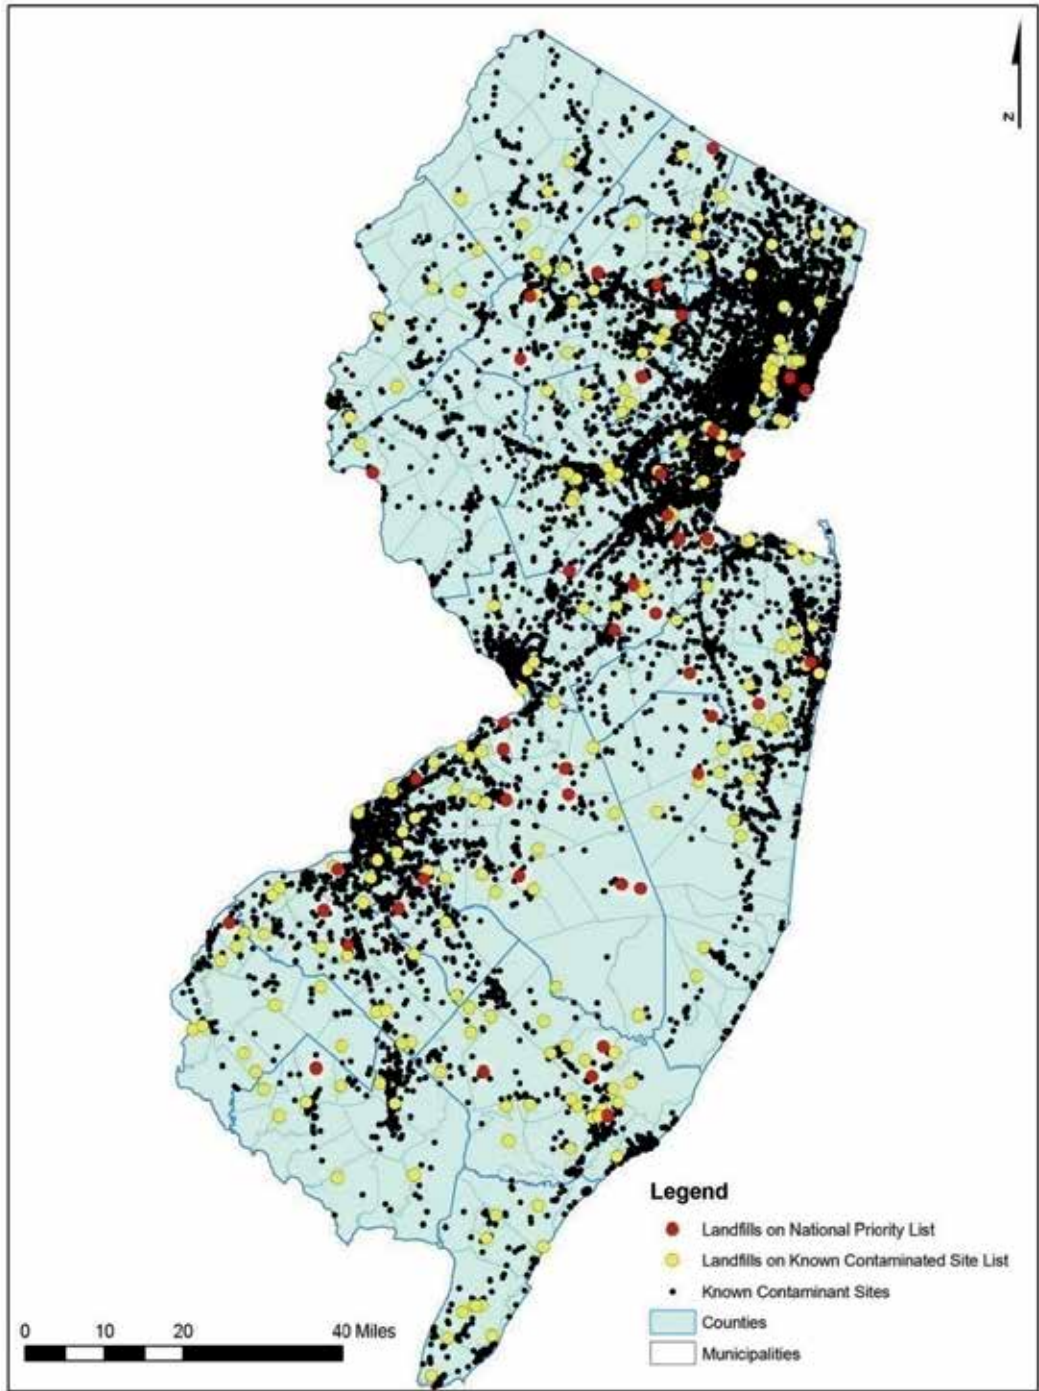 N
Legend
Landfills on National Priority List
Landfills on Known Contaminated Site List
Known Contaminant Sites
Counties
Municipalities
0 10 20 40 Miles